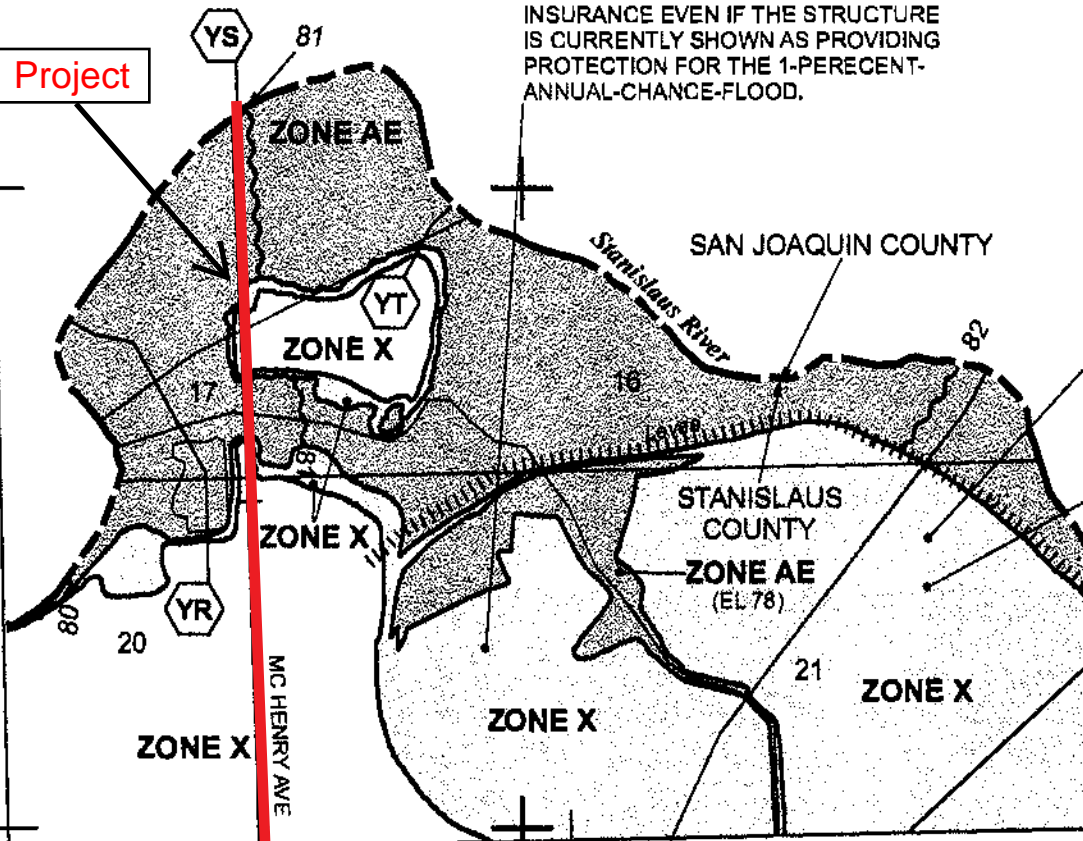 INSURANCE EVEN IF THE STRUCTURE
IS CURRENTLY SHOWN AS PROVIDING
PROTECTION FOR THE 1-PERECENT-
ANNUAL-CHANCE-FLOOD.
YS
81
Project
ZONE AE
Stanislaus River
SAN JOAQUIN COUNTY
YT
ZONE X
82
17
16
Levee
8
STANISLAUS
COUNTY
ZONE X
ZONE AE
(EL 78)
YR
80
20
21
MC HENRY AVE
ZONE X
ZONE X
ZONE X